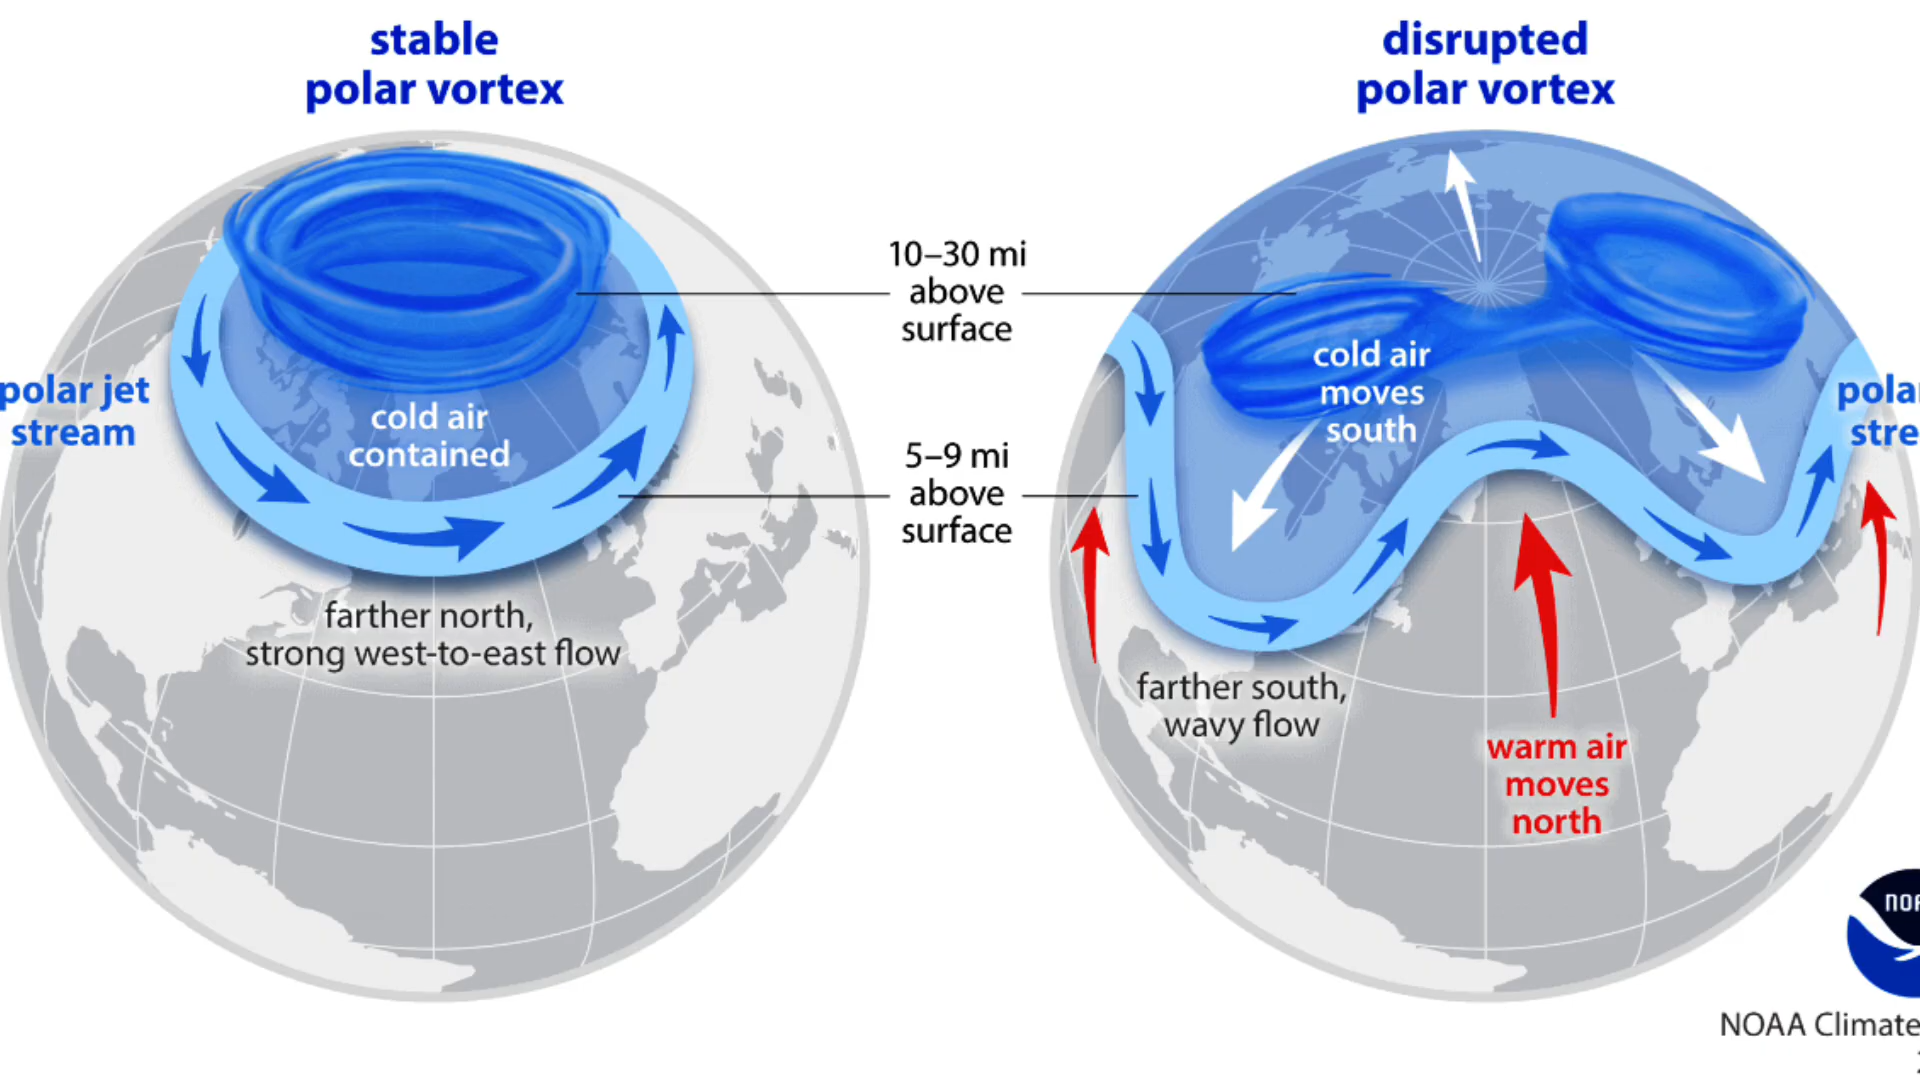 stable
polar vortex
disrupted
polar vortex
10–30 mi
above
surface
cold air
moves
south
polar jet
stream
cold air
contained
5–9 mi
above
surface
farther north,
strong west-to-east flow
farther south,
wavy flow
warm air
moves
north
NOAA Climate